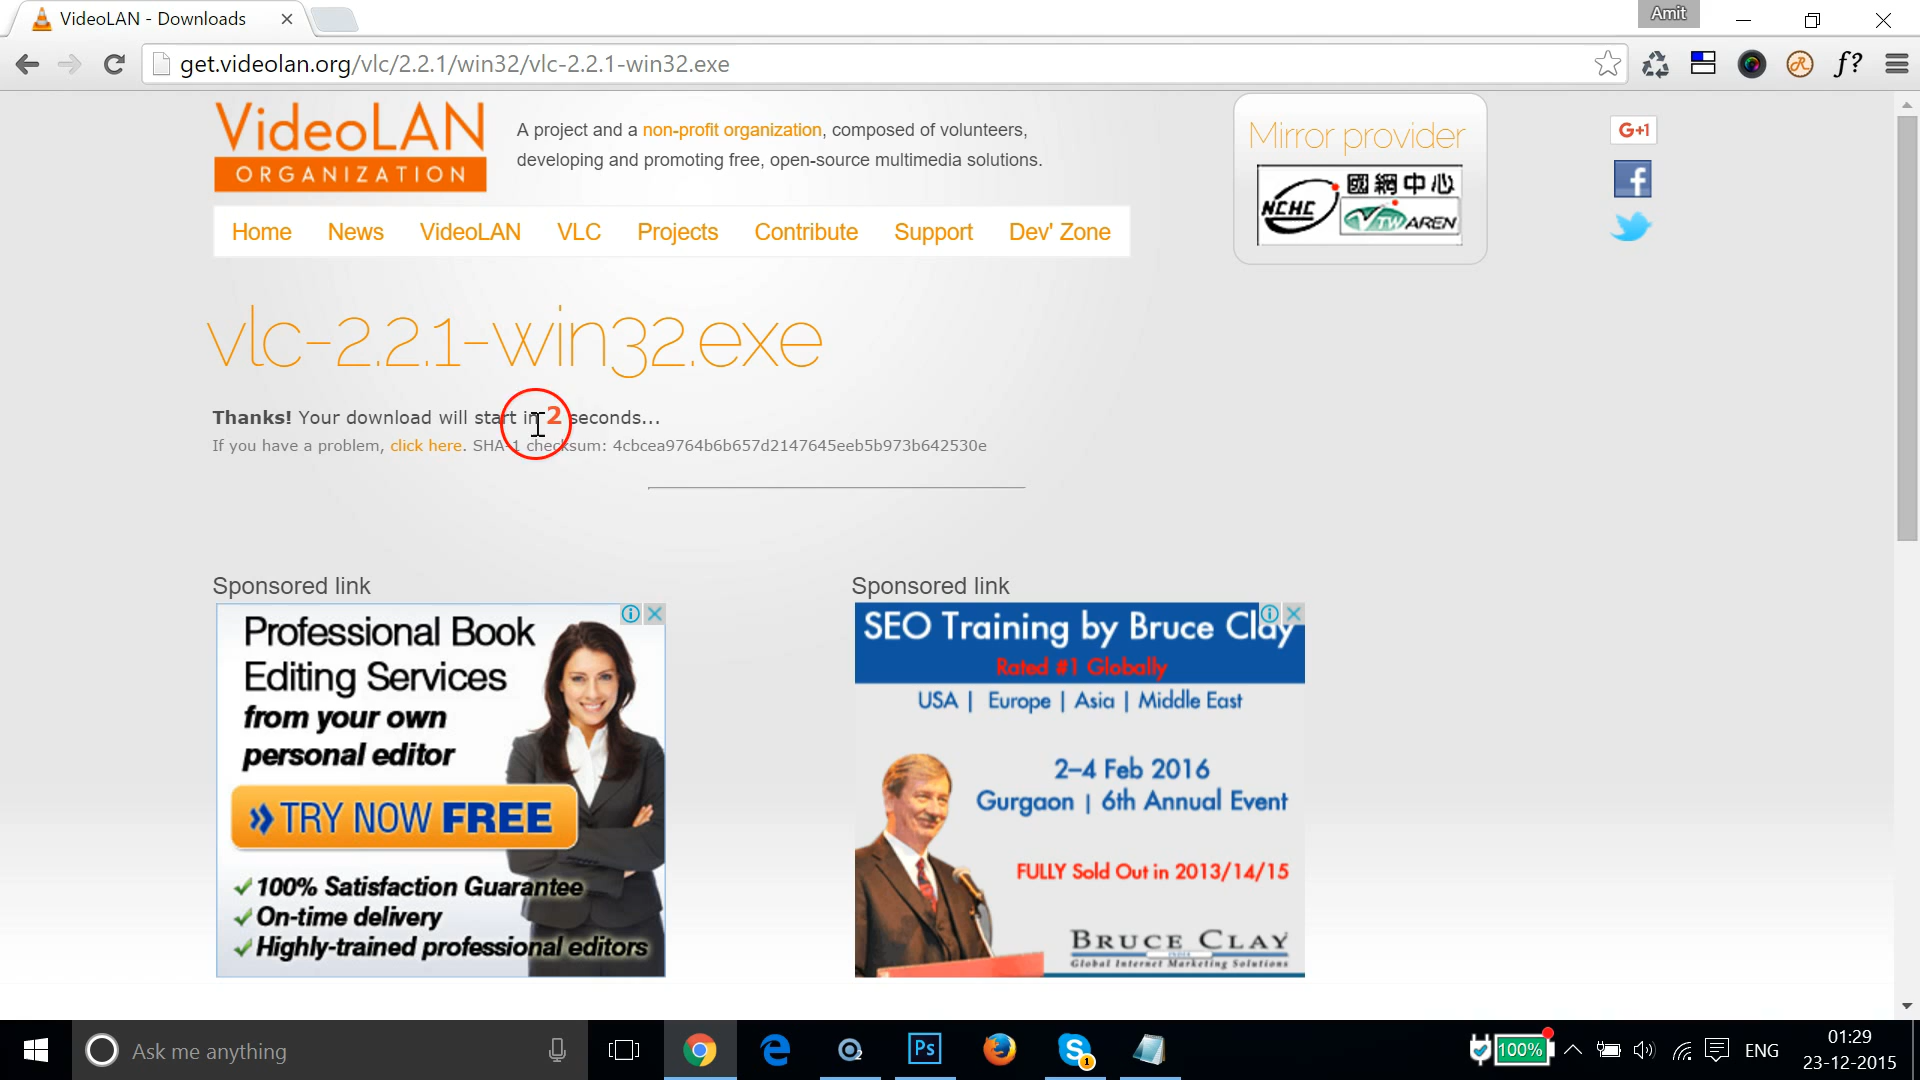 VideoLAN - Downloads
Amit
get.videolan.org/vlc/2.2.1/win32/vlc-2.2.1-win32.exe
f?
VideoLAN
ORGANIZATION
A project and a non-profit organization, composed of volunteers,
developing and promoting free, open-source multimedia solutions.
Mirror provider
NCHC
國網中心
TWAREN
G+1
Home News VideoLAN VLC Projects Contribute Support Dev' Zone
vlc-2.2.1-win32.exe
Thanks! Your download will start in 2 seconds...
If you have a problem, click here. SHA-1 checksum: 4cbcea9764b6b657d2147645eeb5b973b642530e
Sponsored link
Professional Book
Editing Services
from your own
personal editor
TRY NOW FREE
100% Satisfaction Guarantee
On-time delivery
Highly-trained professional editors
Sponsored link
SEO Training by Bruce Clay
Rated #1 Globally
USA | Europe | Asia | Middle East
2-4 Feb 2016
Gurgaon | 6th Annual Event
FULLY Sold Out in 2013/14/15
BRUCE CLAY
INDIA
Global Internet Marketing Solutions
Ask me anything
Ps
1
100%
ENG
01:29
23-12-2015